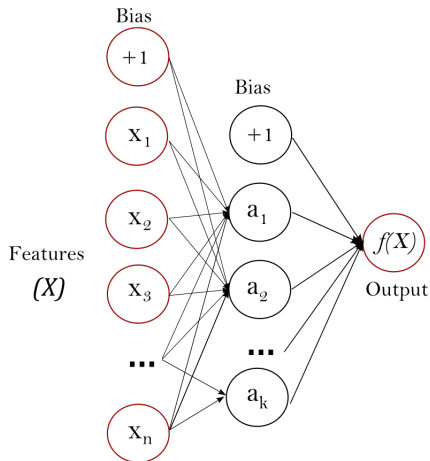 Bias
+1
x₁
x₂
x₃
...
xₙ
Features
(X)
Bias
+1
a₁
a₂
...
aₖ
f(X)
Output